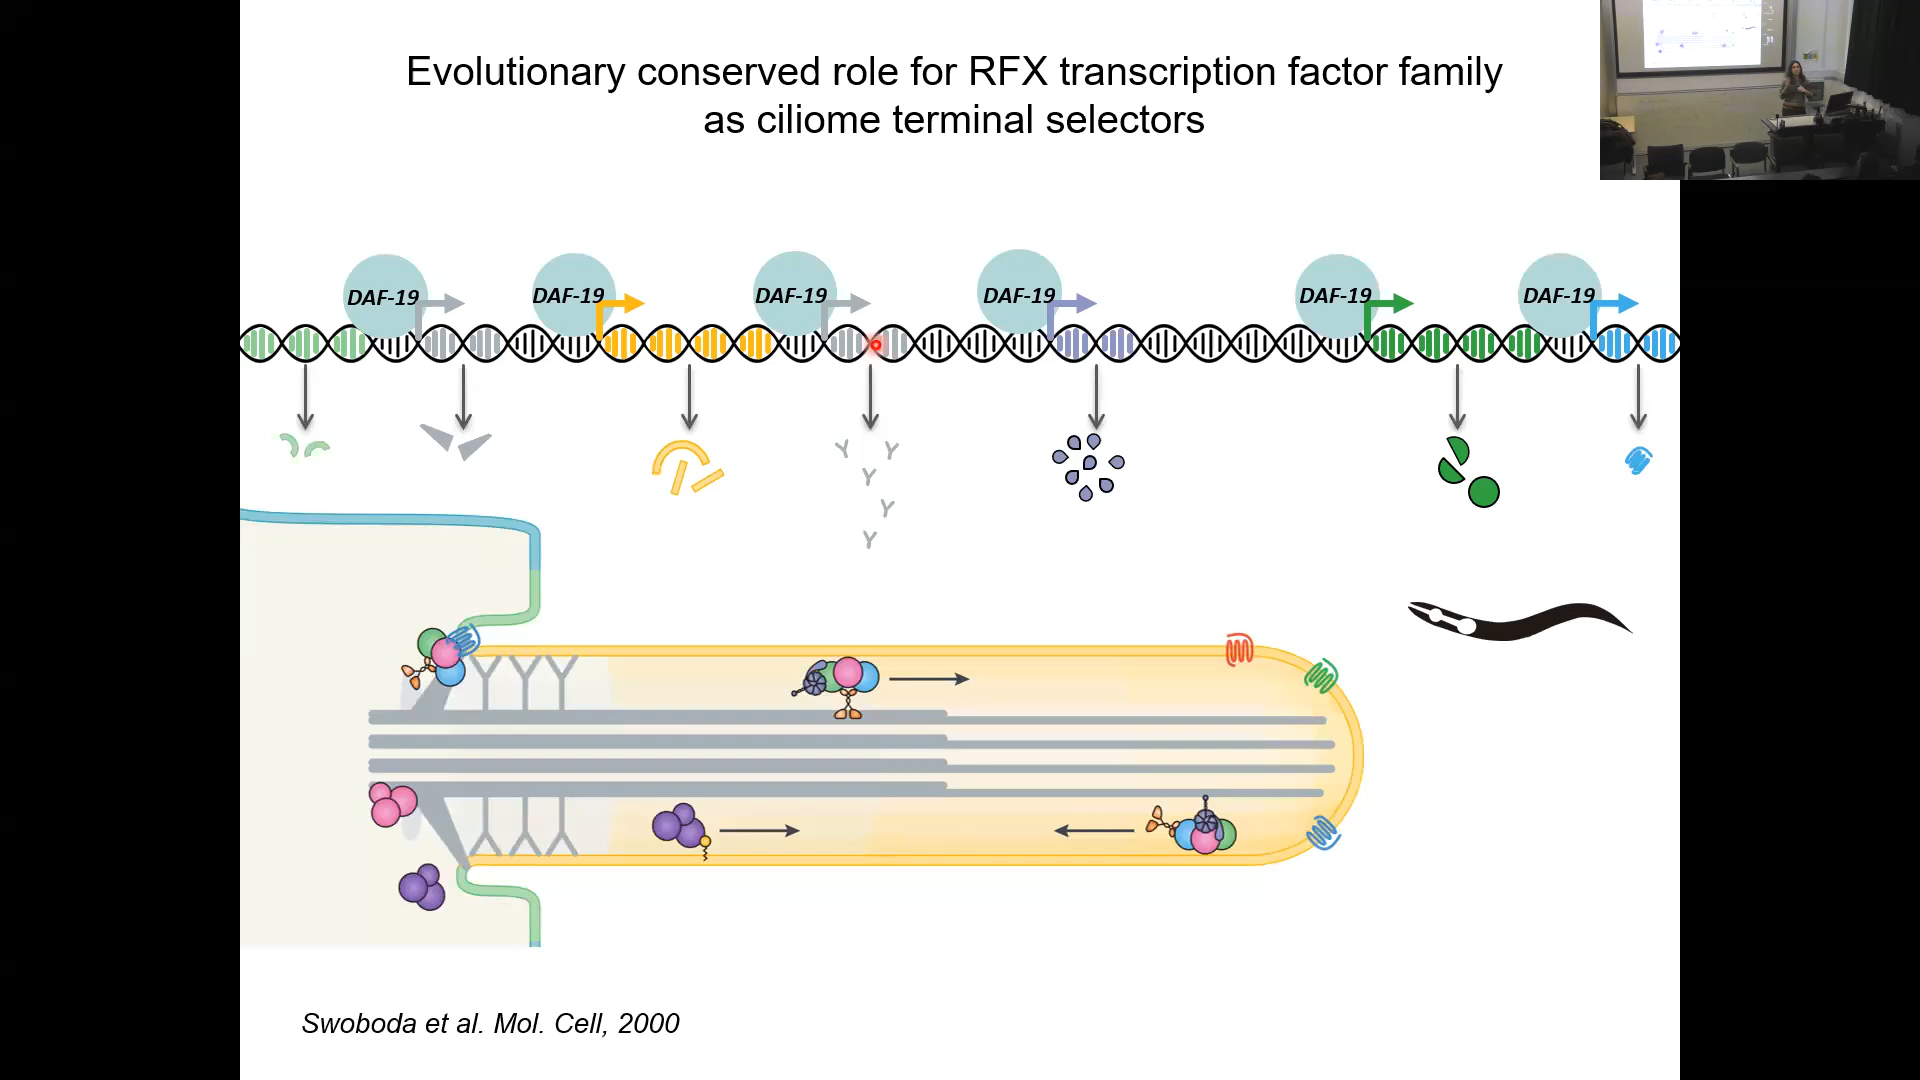 Evolutionary conserved role for RFX transcription factor family
as ciliome terminal selectors
DAF-19 DAF-19 DAF-19 DAF-19 DAF-19 DAF-19
Swoboda et al. Mol. Cell, 2000